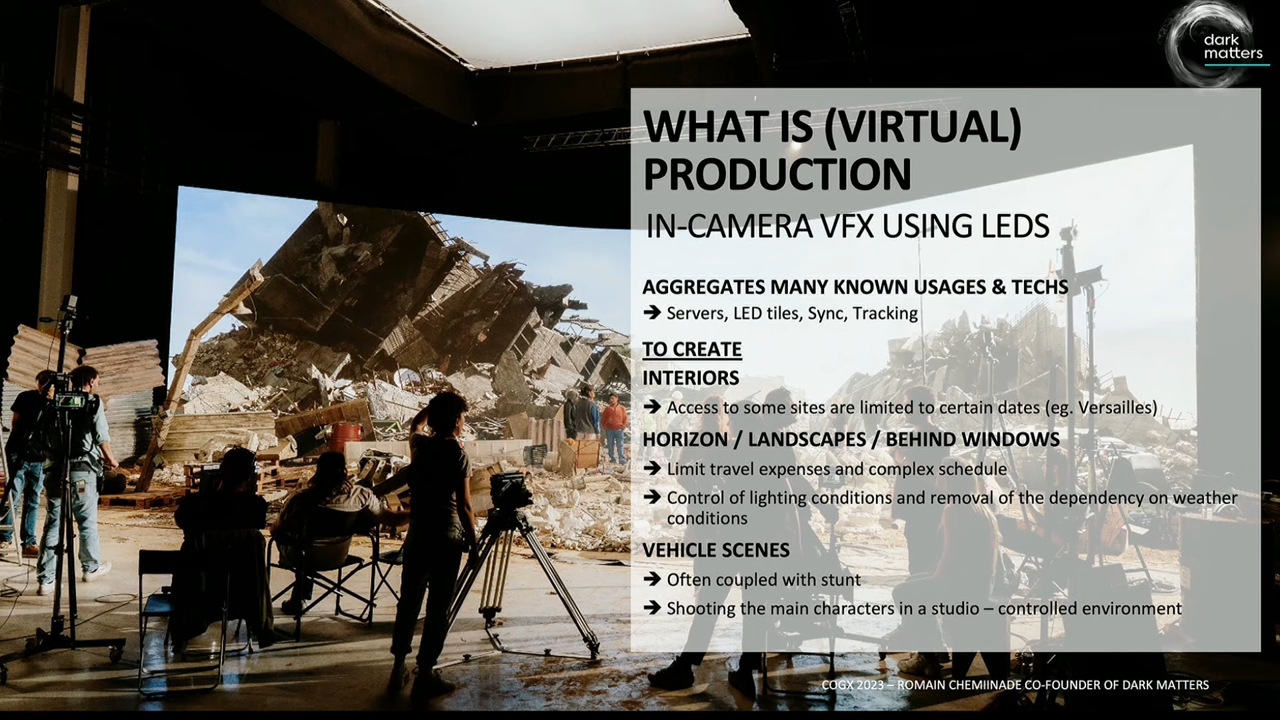 dark
matters
WHAT IS (VIRTUAL)
PRODUCTION
IN-CAMERA VFX USING LEDS
AGGREGATES MANY KNOWN USAGES & TECHS
➔ Servers, LED tiles, Sync, Tracking
TO CREATE
INTERIORS
➔ Access to some sites are limited to certain dates (eg. Versailles)
HORIZON / LANDSCAPES / BEHIND WINDOWS
➔ Limit travel expenses and complex schedule
➔ Control of lighting conditions and removal of the dependency on weather
conditions
VEHICLE SCENES
➔ Often coupled with stunt
➔ Shooting the main characters in a studio – controlled environment
COGX 2023 – ROMAIN CHEMIINADE CO-FOUNDER OF DARK MATTERS